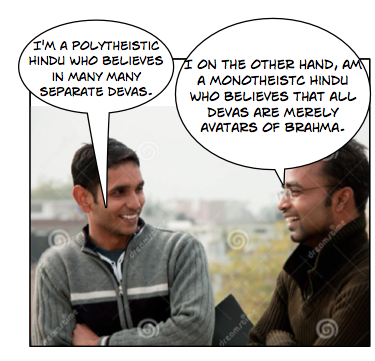 I'M A POLYTHEISTIC
HINDU WHO BELIEVES
IN MANY MANY
SEPARATE DEVAS.
I ON THE OTHER HAND, AM
A MONOTHEISTC HINDU
WHO BELIEVES THAT ALL
DEVAS ARE MERELY
AVATARS OF BRAHMA.